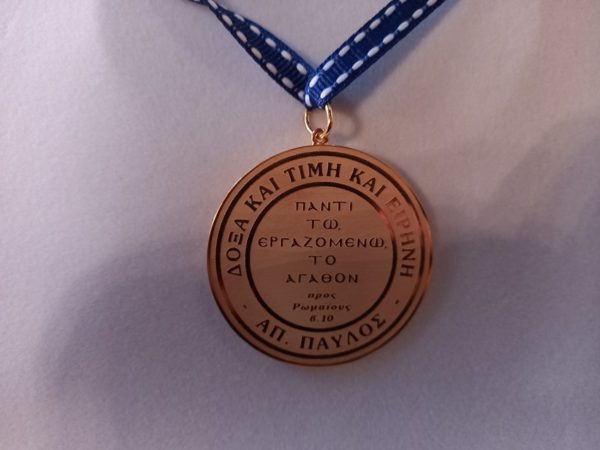 ΔΟΞΑ ΚΑΙ ΤΙΜΗ ΚΑΙ ΕΙΡΗΝΗ
ΠΑΝΤΙ
ΤΩ,
ΕΡΓΑΖΟΜΕΝΩ,
ΤΟ
ΑΓΑΘΟΝ
προς
Ρωμαίους
β.10
- ΑΠ. ΠΑΥΛΟΣ -